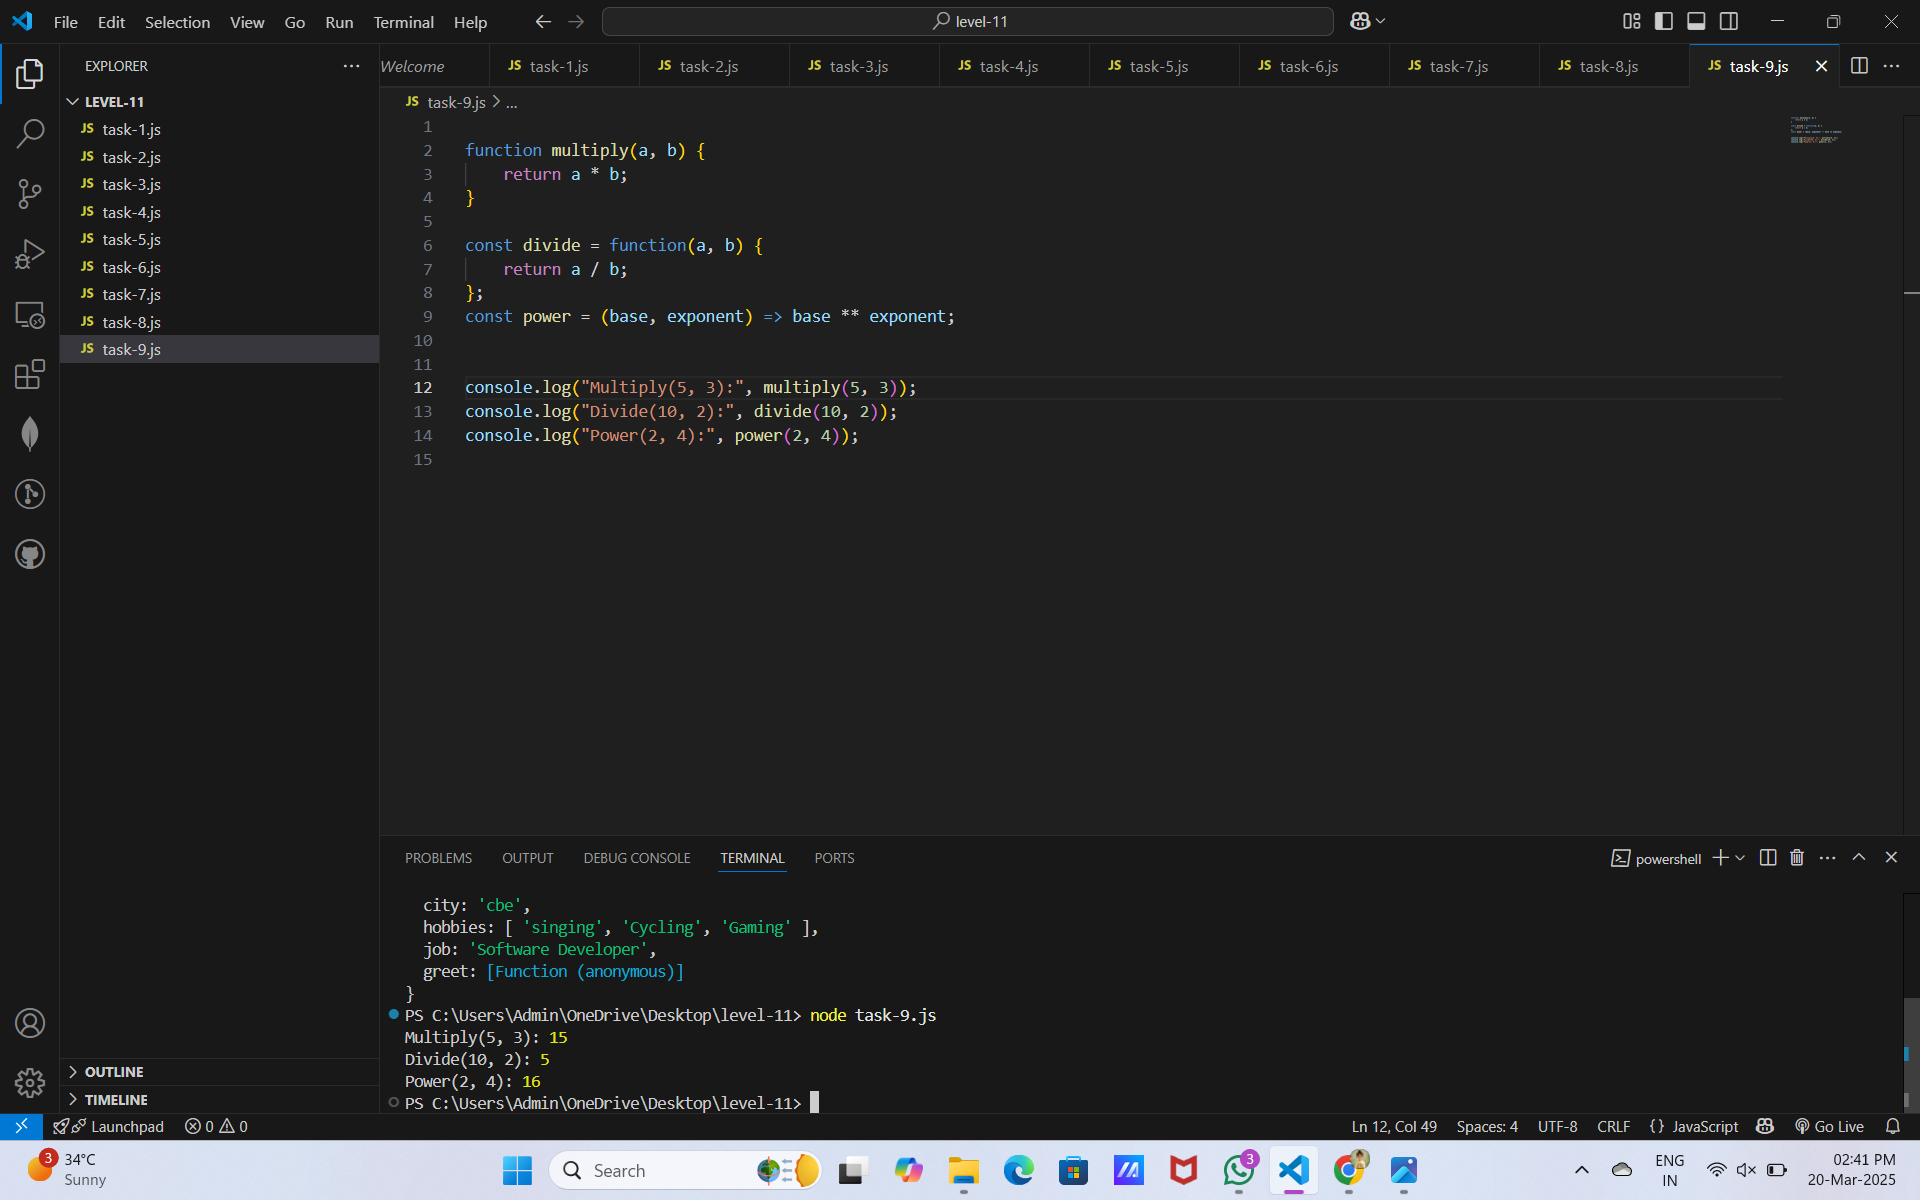 File Edit Selection View Go Run Terminal Help
level-11
EXPLORER
LEVEL-11
JS task-1.js
JS task-2.js
JS task-3.js
JS task-4.js
JS task-5.js
JS task-6.js
JS task-7.js
JS task-8.js
JS task-9.js
OUTLINE
TIMELINE
Welcome JS task-1.js JS task-2.js JS task-3.js JS task-4.js JS task-5.js JS task-6.js JS task-7.js JS task-8.js JS task-9.js
JS task-9.js > ...
1
2 function multiply(a, b) {
3     return a * b;
4 }
5
6 const divide = function(a, b) {
7     return a / b;
8 };
9 const power = (base, exponent) => base ** exponent;
10
11
12 console.log("Multiply(5, 3):", multiply(5, 3));
13 console.log("Divide(10, 2):", divide(10, 2));
14 console.log("Power(2, 4):", power(2, 4));
15
PROBLEMS OUTPUT DEBUG CONSOLE TERMINAL PORTS
powershell
city: 'cbe',
hobbies: [ 'singing', 'Cycling', 'Gaming' ],
job: 'Software Developer',
greet: [Function (anonymous)]
}
PS C:\Users\Admin\OneDrive\Desktop\level-11> node task-9.js
Multiply(5, 3): 15
Divide(10, 2): 5
Power(2, 4): 16
PS C:\Users\Admin\OneDrive\Desktop\level-11>
Launchpad 0 0 Ln 12, Col 49 Spaces: 4 UTF-8 CRLF {} JavaScript Go Live
3
34°C
Sunny
Search
3
ENG
IN
02:41 PM
20-Mar-2025